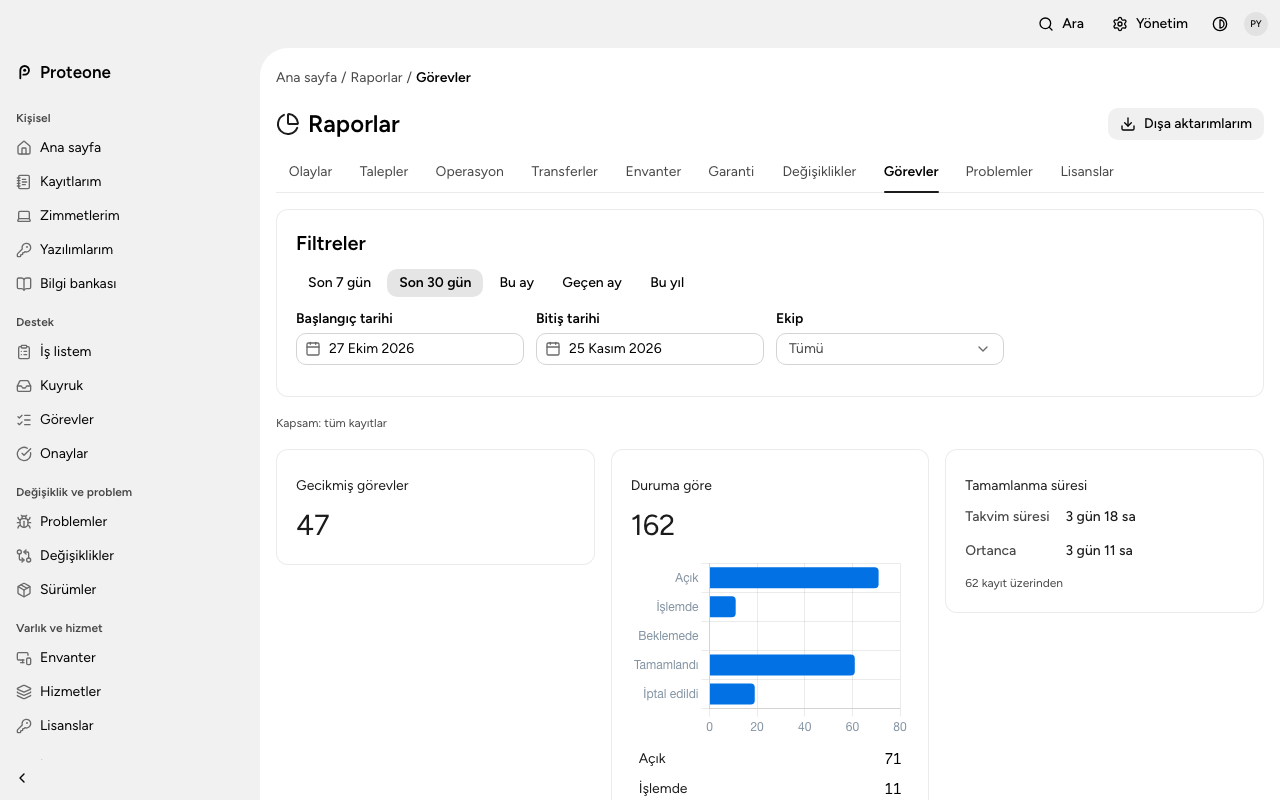 Ara
Yönetim
PY
Proteone
Kişisel
Ana sayfa
Kayıtlarım
Zimmetlerim
Yazılımlarım
Bilgi bankası
Destek
İş listem
Kuyruk
Görevler
Onaylar
Değişiklik ve problem
Problemler
Değişiklikler
Sürümler
Varlık ve hizmet
Envanter
Hizmetler
Lisanslar
Ana sayfa / Raporlar / Görevler
Raporlar
Dışa aktarımlarım
Olaylar Talepler Operasyon Transferler Envanter Garanti Değişiklikler Görevler Problemler Lisanslar
Filtreler
Son 7 gün Son 30 gün Bu ay Geçen ay Bu yıl
Başlangıç tarihi Bitiş tarihi Ekip
27 Ekim 2026 25 Kasım 2026 Tümü
Kapsam: tüm kayıtlar
Gecikmiş görevler
47
Duruma göre
162
Açık
İşlemde
Beklemede
Tamamlandı
İptal edildi
0 20 40 60 80
Açık 71
İşlemde 11
Tamamlanma süresi
Takvim süresi 3 gün 18 sa
Ortanca 3 gün 11 sa
62 kayıt üzerinden